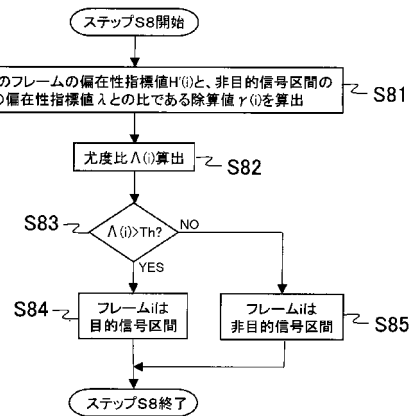 ステップS8開始
のフレームの偏在性指標値H'(i)と、非目的信号区間の
の偏在性指標値λとの比である除算値γ(i)を算出
S81
尤度比Λ(i)算出
S82
S83
Λ(i)>Th?
NO
YES
S84
フレームiは
目的信号区間
フレームiは
非目的信号区間
S85
ステップS8終了